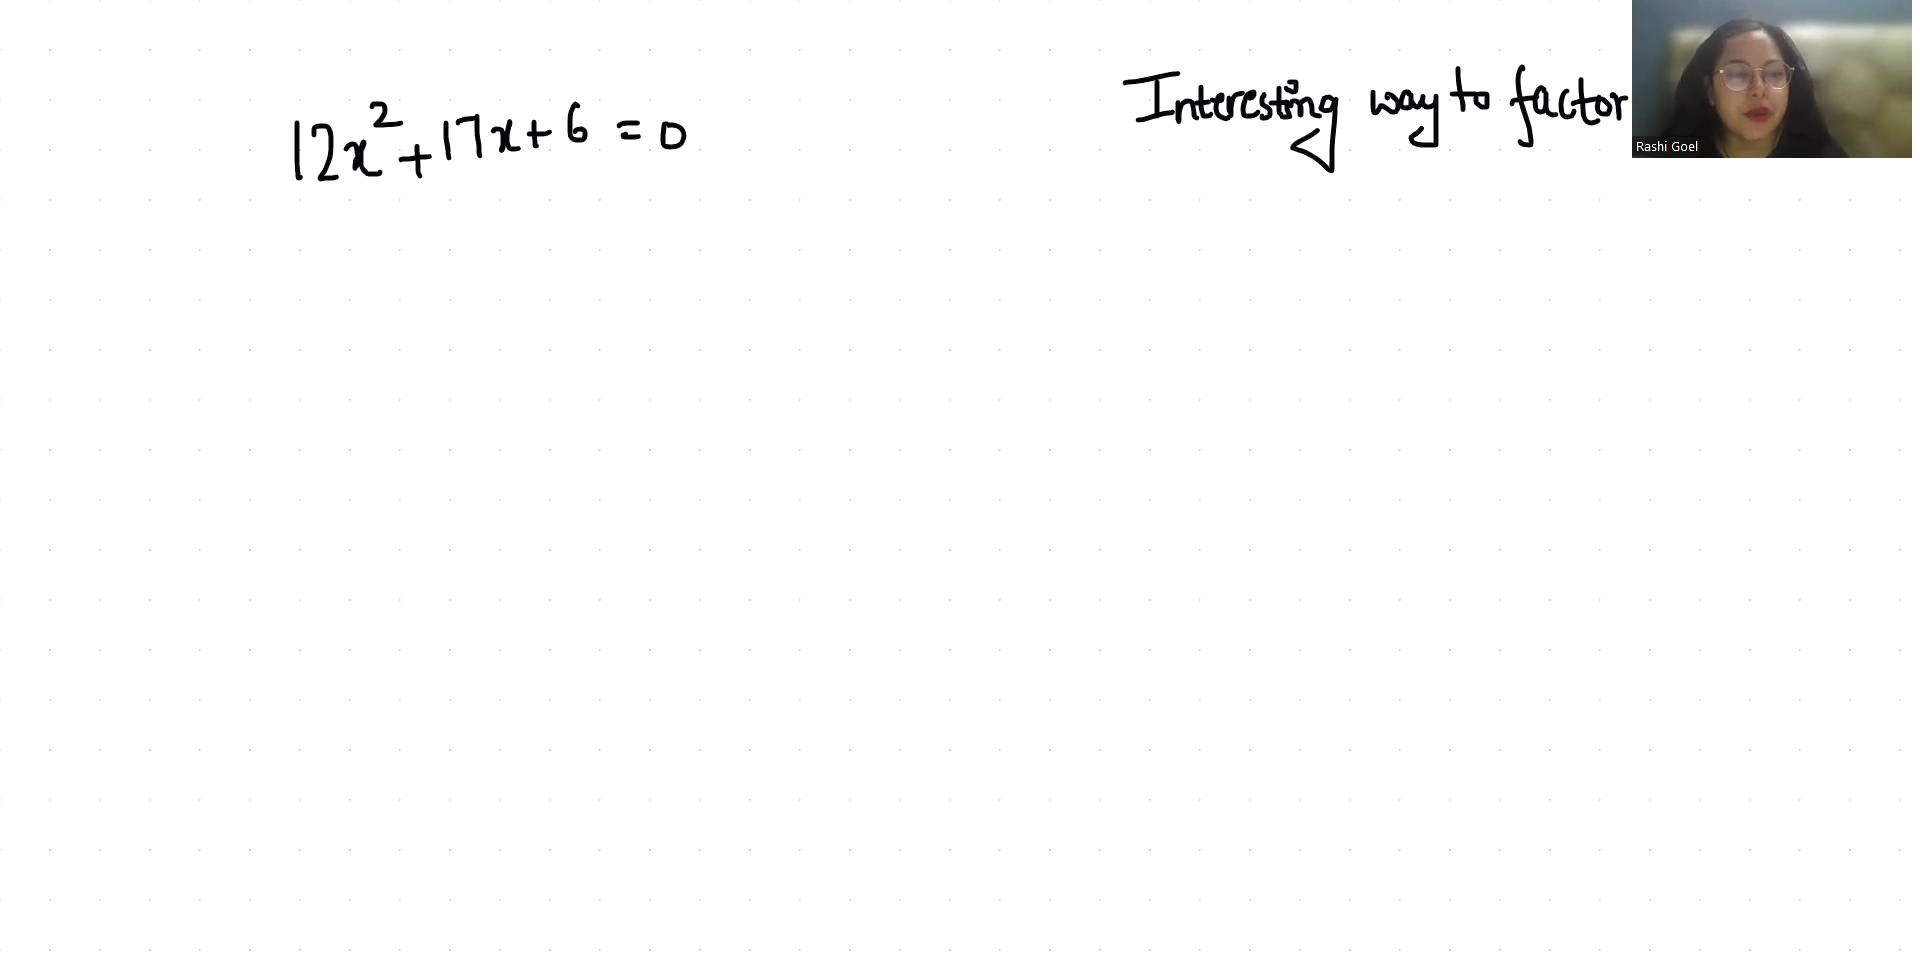 12x²+17x+6 = 0
Interesting way to factor
Rashi Goel